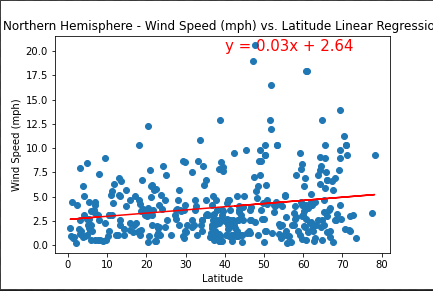 Northern Hemisphere - Wind Speed (mph) vs. Latitude Linear Regressio
y = 0.03x + 2.64
20.0
17.5
15.0
12.5
10.0
7.5
5.0
2.5
0.0
Wind Speed (mph)
0 10 20 30 40 50 60 70 80
Latitude